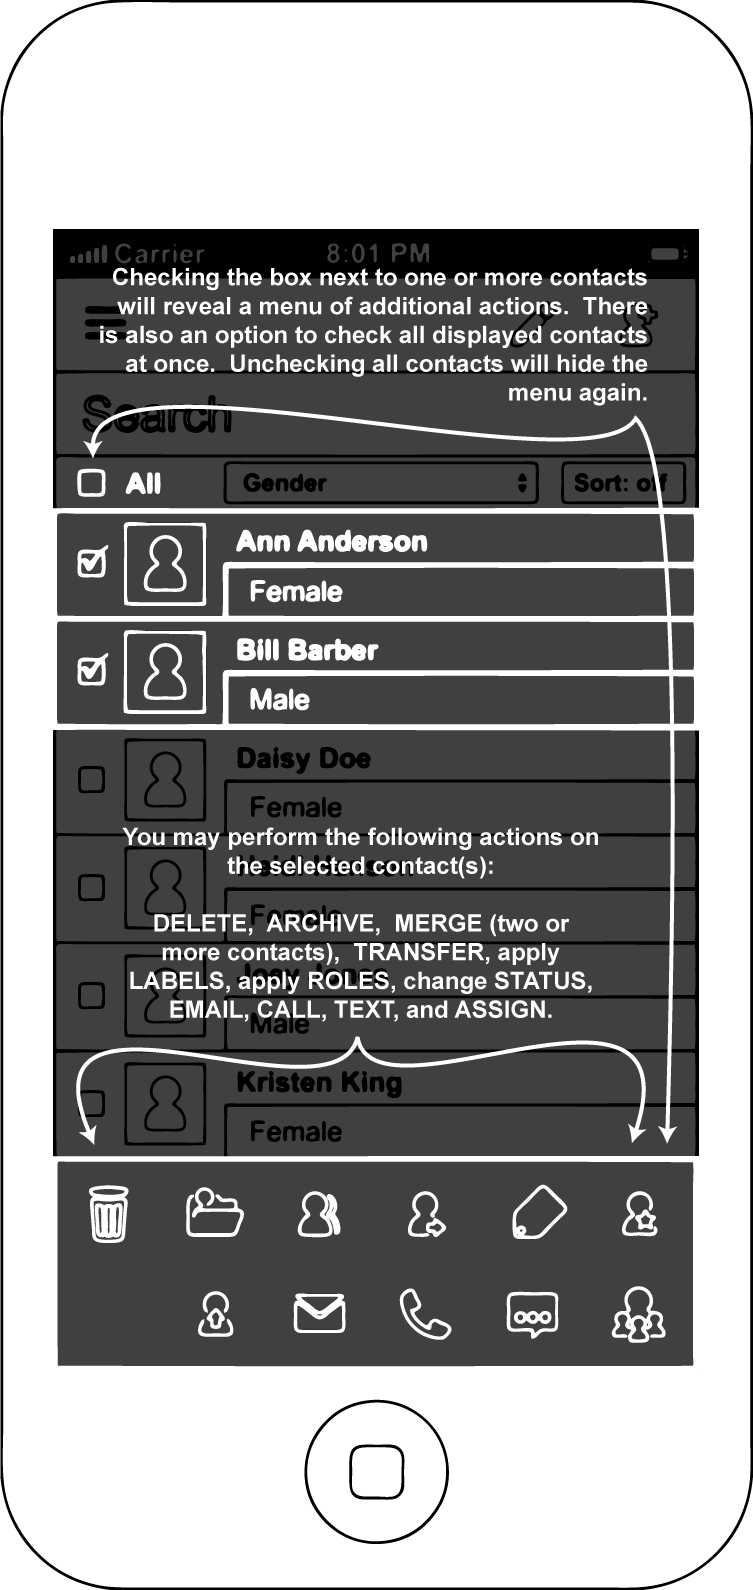 Carrier 8:01 PM
Checking the box next to one or more contacts
will reveal a menu of additional actions. There
is also an option to check all displayed contacts
at once. Unchecking all contacts will hide the
menu again.
Search
All Gender Sort: off
Ann Anderson
Female
Bill Barber
Male
Daisy Doe
Female
You may perform the following actions on
the selected contact(s):
Female
DELETE, ARCHIVE, MERGE (two or
more contacts), TRANSFER, apply
LABELS, apply ROLES, change STATUS,
EMAIL, CALL, TEXT, and ASSIGN.
Male
Kristen King
Female